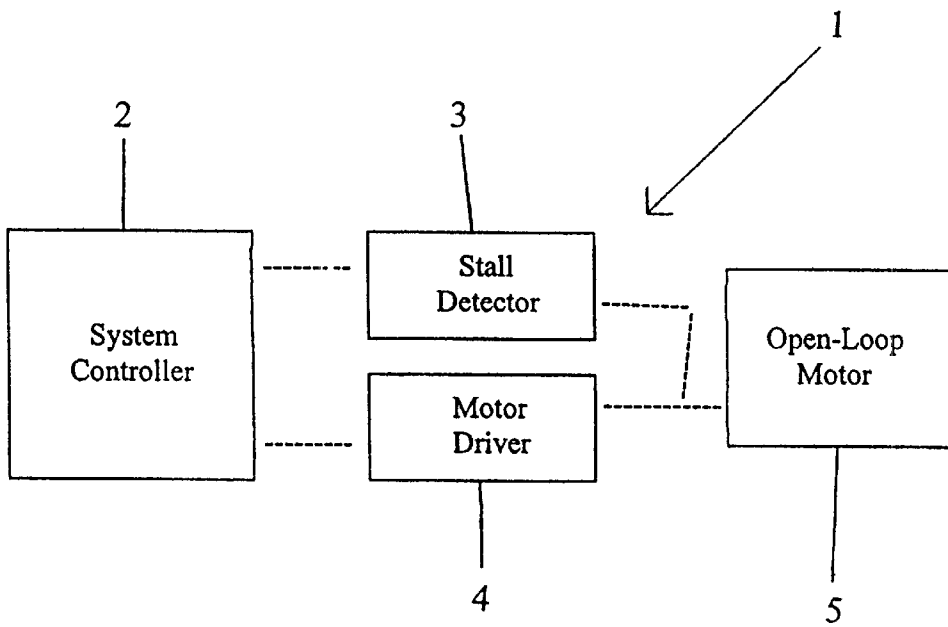 1
2
3
System
Controller
Stall
Detector
Motor
Driver
Open-Loop
Motor
4
5